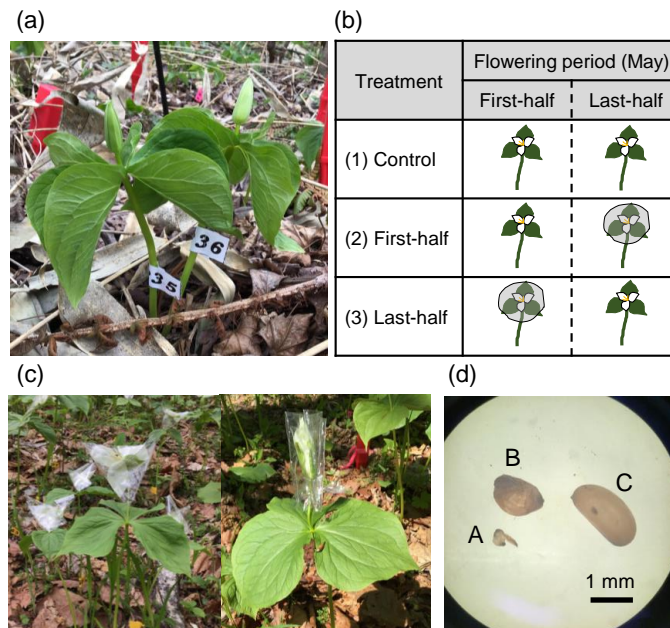 (a)
35
36
(b)
Treatment
Flowering period (May)
First-half
Last-half
(1) Control
(2) First-half
(3) Last-half
(c)
(d)
A
B
C
1 mm